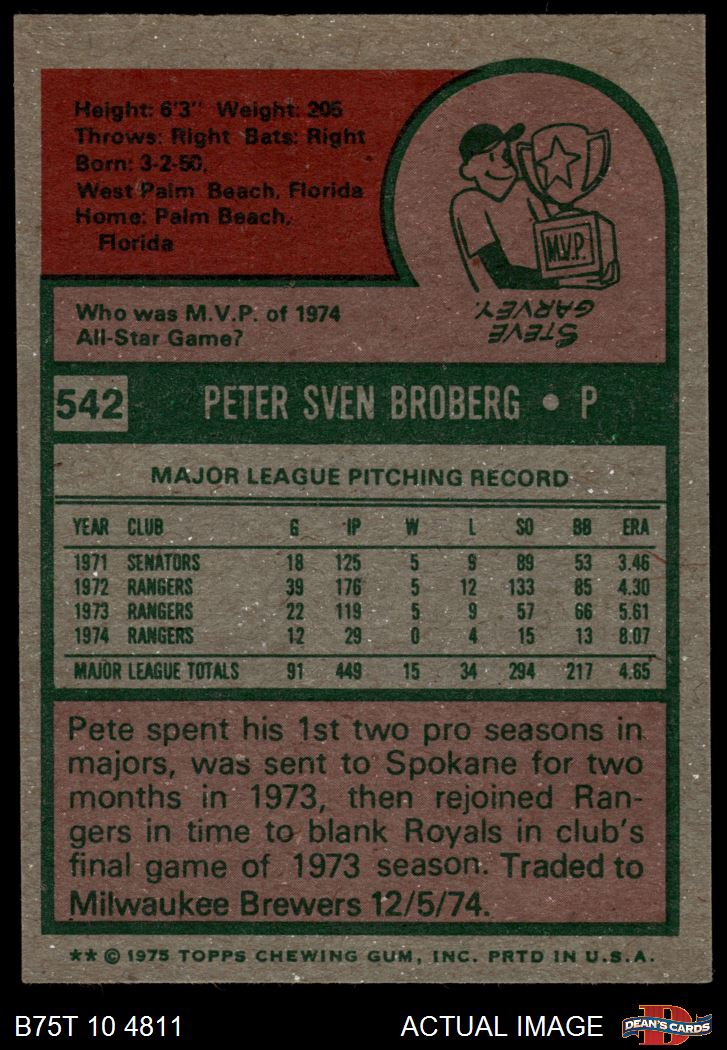 Height: 6'3" Weight: 205
Throws: Right Bats: Right
Born: 3-2-50,
West Palm Beach, Florida
Home: Palm Beach,
Florida
M.V.P.
STEVE
GARVEY.
Who was M.V.P. of 1974
All-Star Game?
542 PETER SVEN BROBERG • P
MAJOR LEAGUE PITCHING RECORD
YEAR CLUB G IP W L SO BB ERA
1971 SENATORS 18 125 5 9 89 53 3.46
1972 RANGERS 39 176 5 12 133 85 4.30
1973 RANGERS 22 119 5 9 57 66 5.61
1974 RANGERS 12 29 0 4 15 13 8.07
MAJOR LEAGUE TOTALS 91 449 15 34 294 217 4.65
Pete spent his 1st two pro seasons in
majors, was sent to Spokane for two
months in 1973, then rejoined Ran-
gers in time to blank Royals in club's
final game of 1973 season. Traded to
Milwaukee Brewers 12/5/74.
** © 1975 TOPPS CHEWING GUM, INC. PRTD IN U.S.A.
B75T 10 4811 ACTUAL IMAGE
D
DEAN'S CARDS